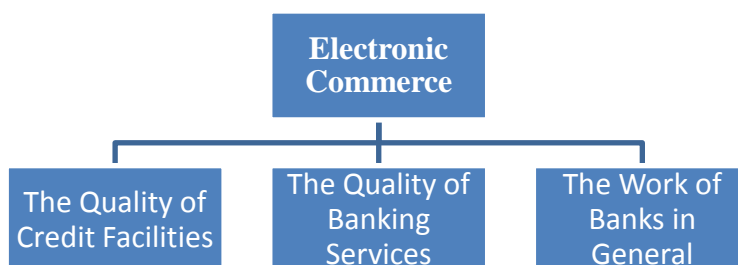 Electronic
Commerce
The Quality of
Credit Facilities
The Quality of
Banking
Services
The Work of
Banks in
General